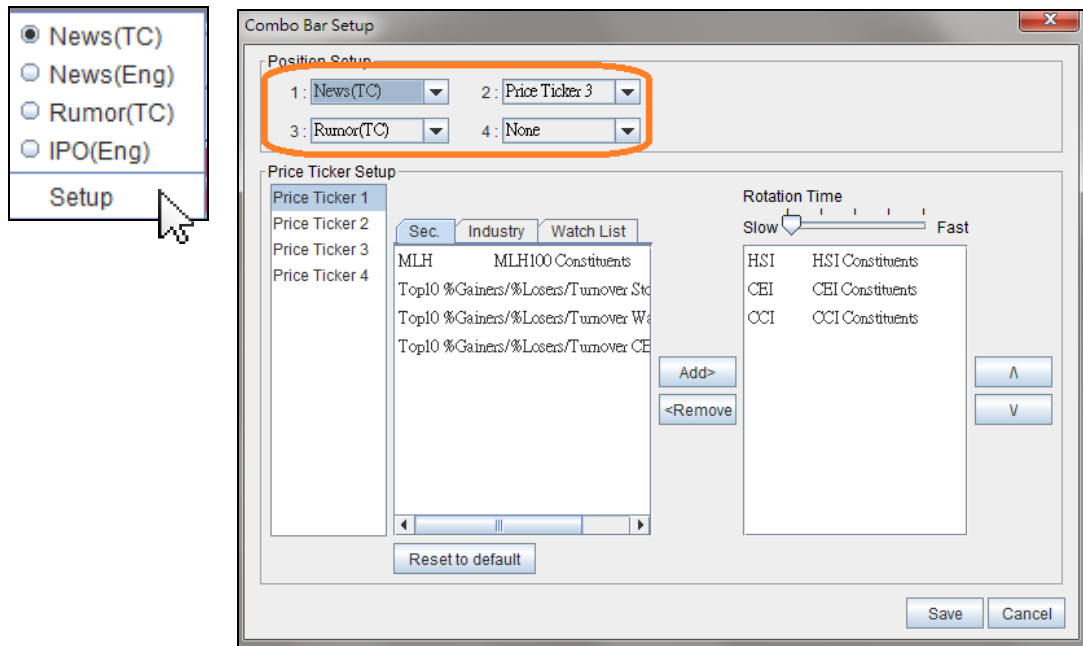 News(TC)
News(Eng)
Rumor(TC)
IPO(Eng)
Setup
Combo Bar Setup
Position Setup
1: News(TC) 2: Price Ticker 3
3: Rumor(TC) 4: None
Price Ticker Setup
Price Ticker 1
Price Ticker 2
Price Ticker 3
Price Ticker 4
Sec. Industry Watch List
MLH MLH100 Constituents
Top10 %Gainers/%Losers/Turnover Sto
Top10 %Gainers/%Losers/Turnover Wa
Top10 %Gainers/%Losers/Turnover CE
Reset to default
Add>
<Remove
Rotation Time
Slow Fast
HSI HSI Constituents
CEI CEI Constituents
CCI CCI Constituents
/\
\/
Save Cancel